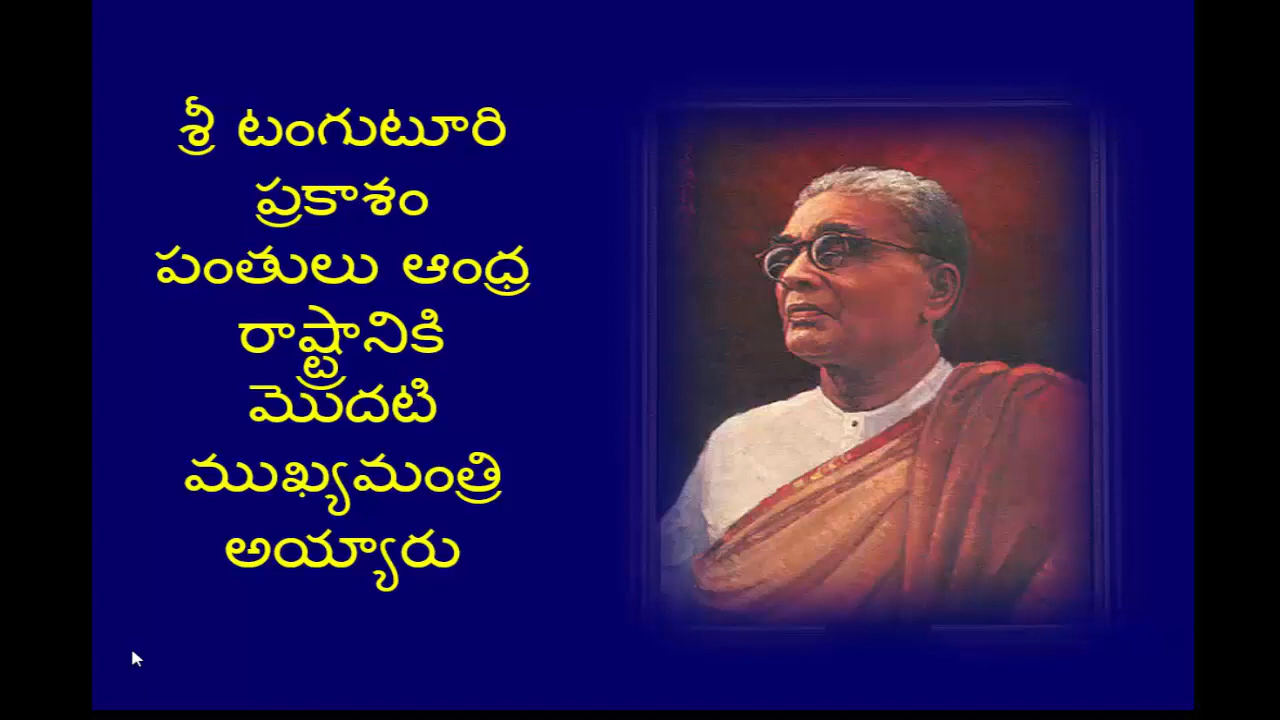 శ్రీ టంగుటూరి
ప్రకాశం
పంతులు ఆంధ్ర
రాష్ట్రానికి
మొదటి
ముఖ్యమంత్రి
అయ్యారు